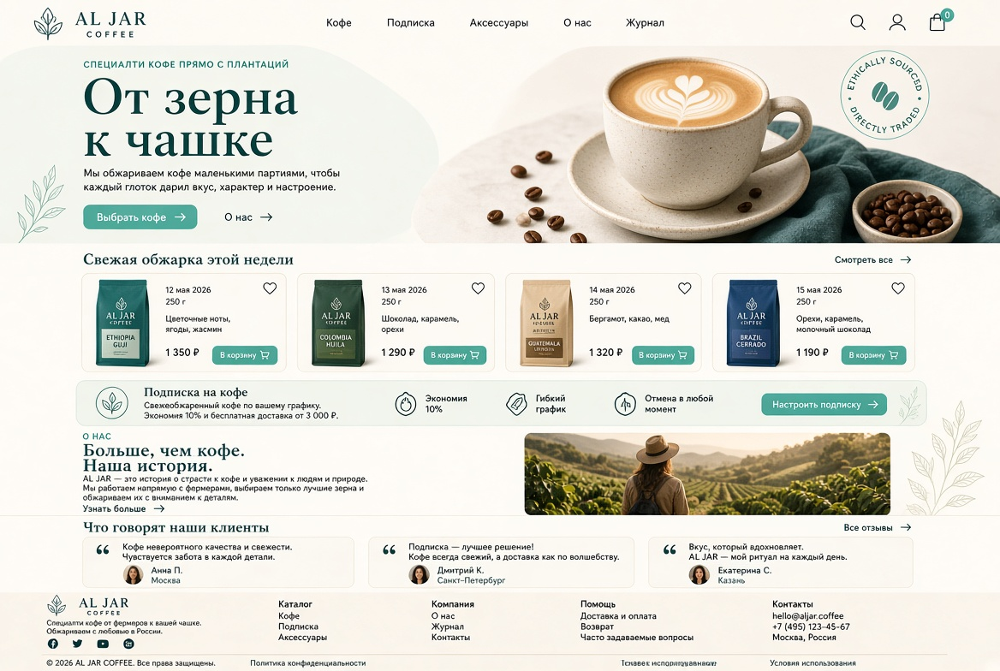 AL JAR
COFFEE
Кофе
Подписка
Аксессуары
О нас
Журнал
0
СПЕЦИАЛТИ КОФЕ ПРЯМО С ПЛАНТАЦИЙ
От зерна
к чашке
Мы обжариваем кофе маленькими партиями, чтобы
каждый глоток дарил вкус, характер и настроение.
Выбрать кофе
О нас
ETHICALLY SOURCED
DIRECTLY TRADED
Свежая обжарка этой недели
Смотреть все
AL JAR
COFFEE
ETHIOPIA
GUJI
12 мая 2026
250 г
Цветочные ноты,
ягоды, жасмин
1 350 ₽
В корзину
AL JAR
COFFEE
COLOMBIA
HUILA
13 мая 2026
250 г
Шоколад, карамель,
орехи
1 290 ₽
В корзину
AL JAR
GUATEMALA
14 мая 2026
250 г
Бергамот, какао, мед
1 320 ₽
В корзину
AL JAR
COFFEE
BRAZIL
CERRADO
15 мая 2026
250 г
Орехи, карамель,
молочный шоколад
1 190 ₽
В корзину
Подписка на кофе
Свежеобжаренный кофе по вашему графику.
Экономия 10% и бесплатная доставка от 3 000 ₽.
Экономия
10%
Гибкий
график
Отмена в любой
момент
Настроить подписку
О НАС
Больше, чем кофе.
Наша история.
AL JAR — это история о страсти к кофе и уважении к людям и природе.
Мы работаем напрямую с фермерами, выбираем только лучшие зерна и
обжариваем их с вниманием к деталям.
Узнать больше
Что говорят наши клиенты
Все отзывы
“ Кофе невероятного качества и свежести.
Чувствуется забота в каждой детали.
Анна П.
Москва
“ Подписка — лучшее решение!
Кофе всегда свежий, а доставка как по волшебству.
Дмитрий К.
Санкт-Петербург
“ Вкус, который вдохновляет.
AL JAR — мой ритуал на каждый день.
Екатерина С.
Казань
AL JAR
COFFEE
Специалти кофе от фермеров к вашей чашке.
Обжариваем с любовью в России.
Каталог
Кофе
Подписка
Аксессуары
Компания
О нас
Журнал
Контакты
Помощь
Доставка и оплата
Возврат
Часто задаваемые вопросы
Контакты
hello@aljar.coffee
+7 (495) 123-45-67
Москва, Россия
© 2026 AL JAR COFFEE. Все права защищены.
Политика конфиденциальности
Условия использования